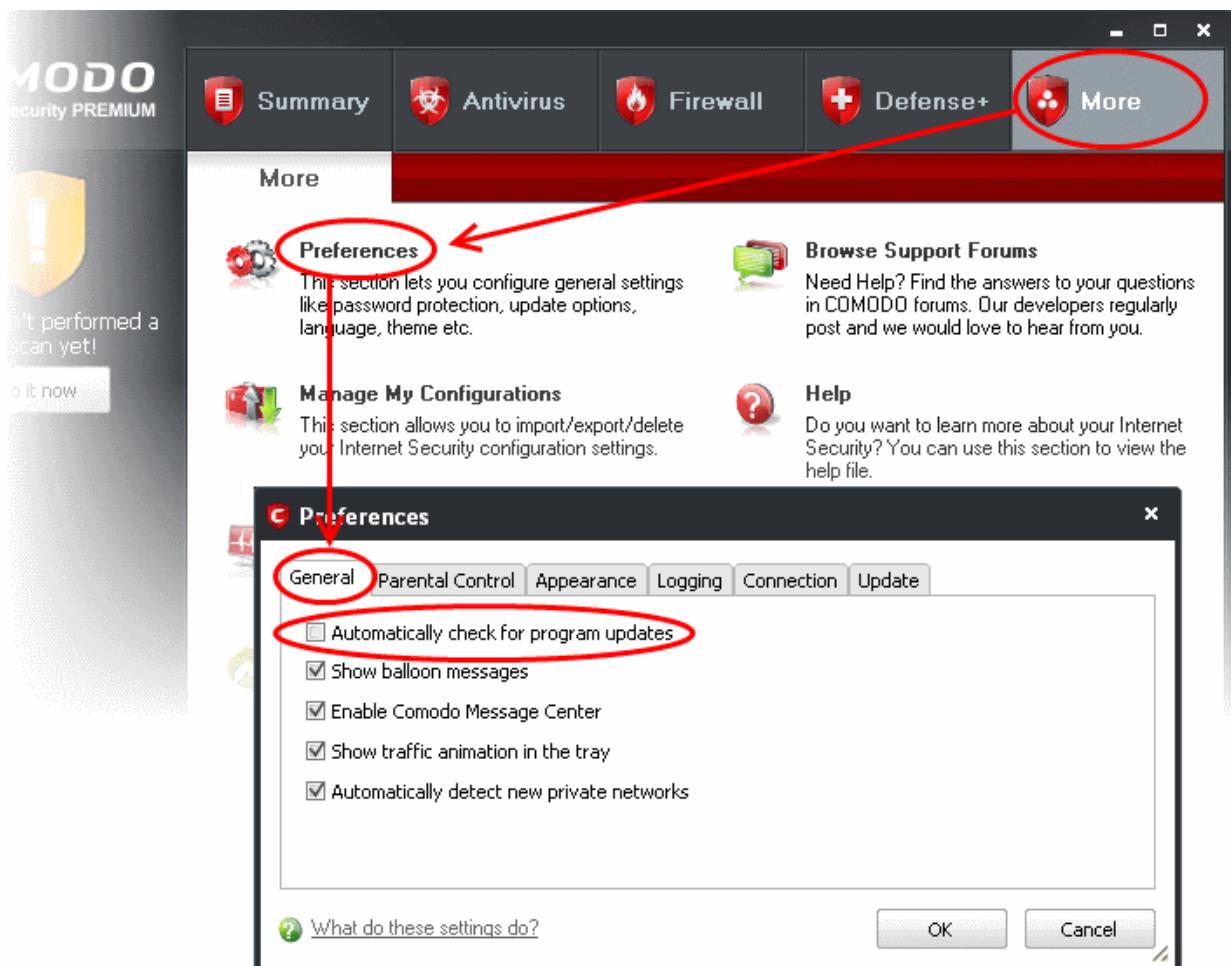 MODO
Security PREMIUM
Summary
Antivirus
Firewall
Defense+
More
More
Preferences
This section lets you configure general settings
like password protection, update options,
language, theme etc.
Browse Support Forums
Need Help? Find the answers to your questions
in COMODO forums. Our developers regularly
post and we would love to hear from you.
n't performed a
scan yet!
o it now
Manage My Configurations
This section allows you to import/export/delete
your Internet Security configuration settings.
Help
Do you want to learn more about your Internet
Security? You can use this section to view the
help file.
Preferences
General
Parental Control
Appearance
Logging
Connection
Update
Automatically check for program updates
Show balloon messages
Enable Comodo Message Center
Show traffic animation in the tray
Automatically detect new private networks
What do these settings do?
OK
Cancel